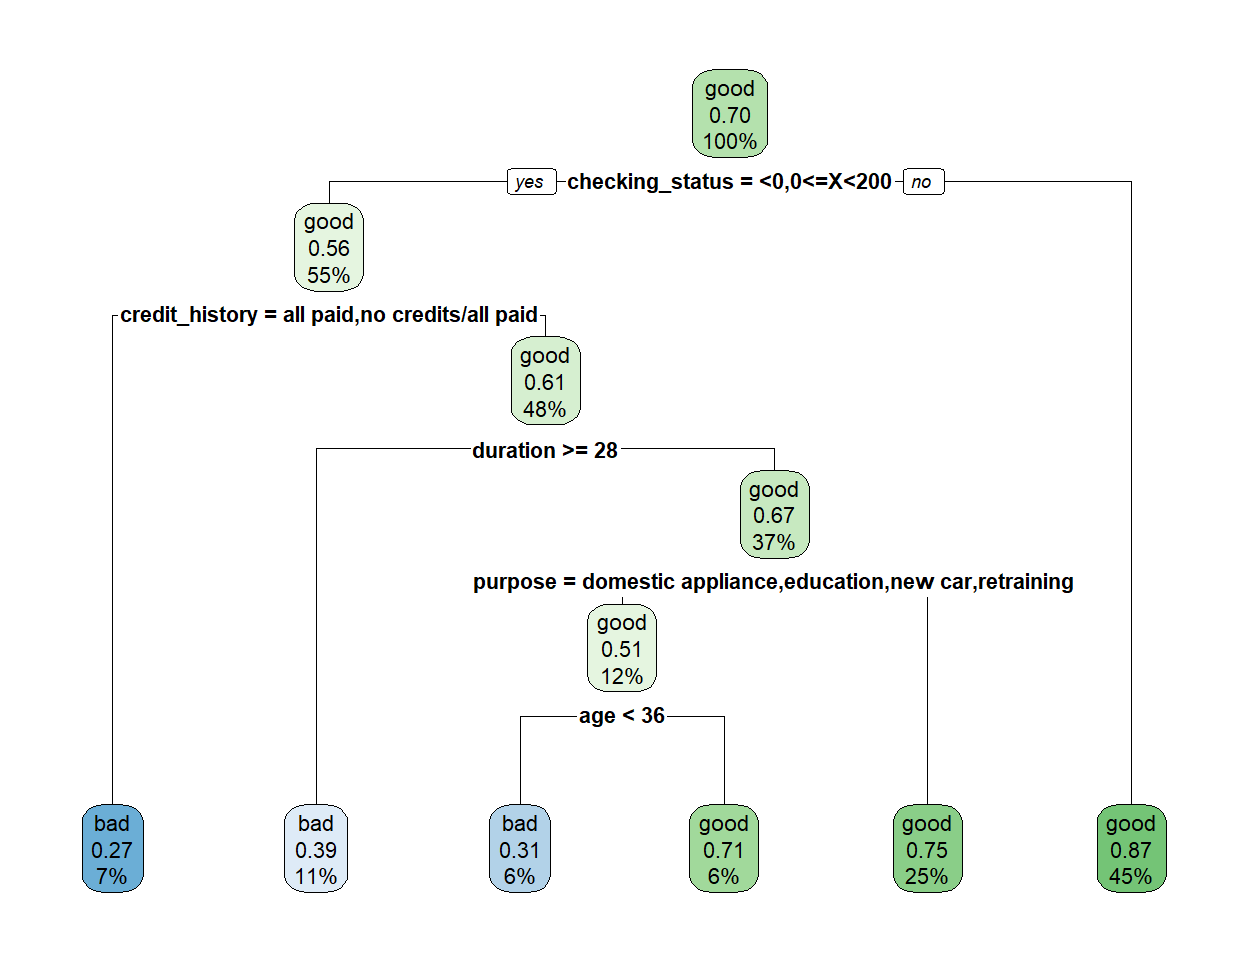 good
0.70
100%
yes
checking_status = <0,0<=X<200
no
good
0.56
55%
credit_history = all paid,no credits/all paid
good
0.61
48%
duration >= 28
good
0.67
37%
purpose = domestic appliance,education,new car,retraining
good
0.51
12%
age < 36
bad
0.27
7%
bad
0.39
11%
bad
0.31
6%
good
0.71
6%
good
0.75
25%
good
0.87
45%